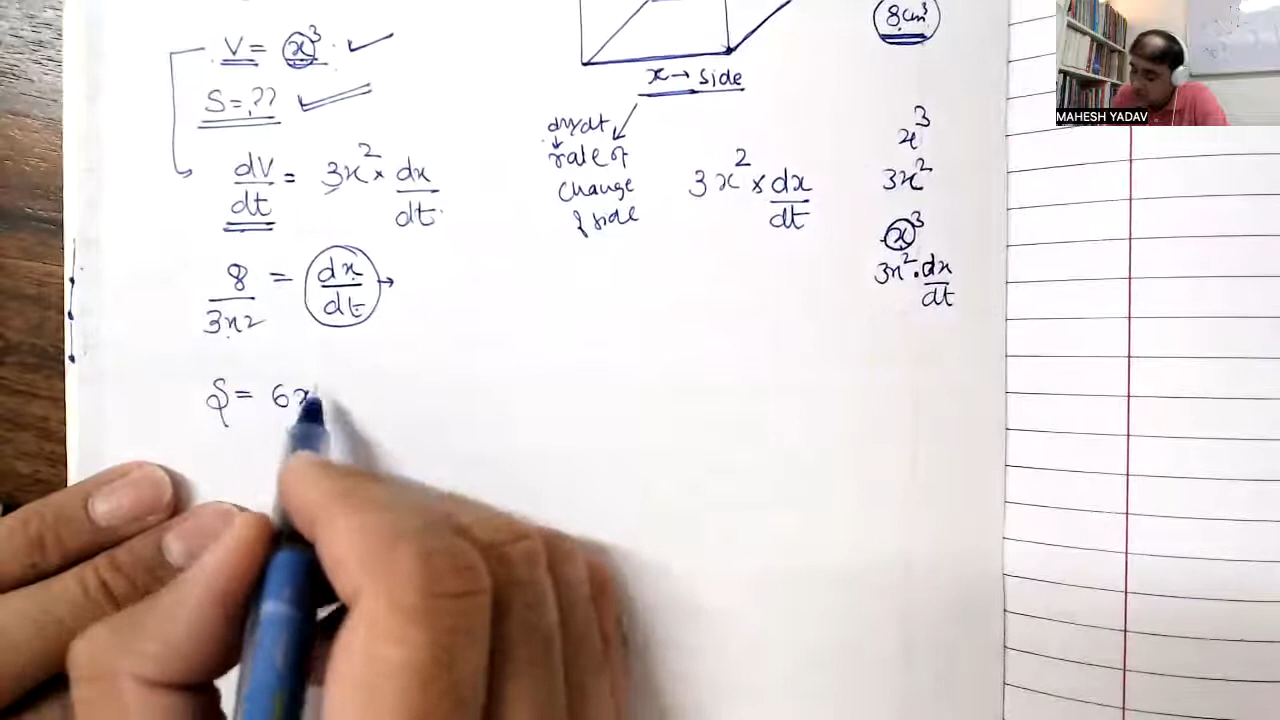 V = x³
S = ??
dV/dt = 3x² × dx/dt
8/3x2 = dx/dt →
S = 6x
x → side
dx/dt
rate of
change
of side
3x² × dx/dt
8cm³
x³
3x²
x³
3x² · dx/dt
MAHESH YADAV